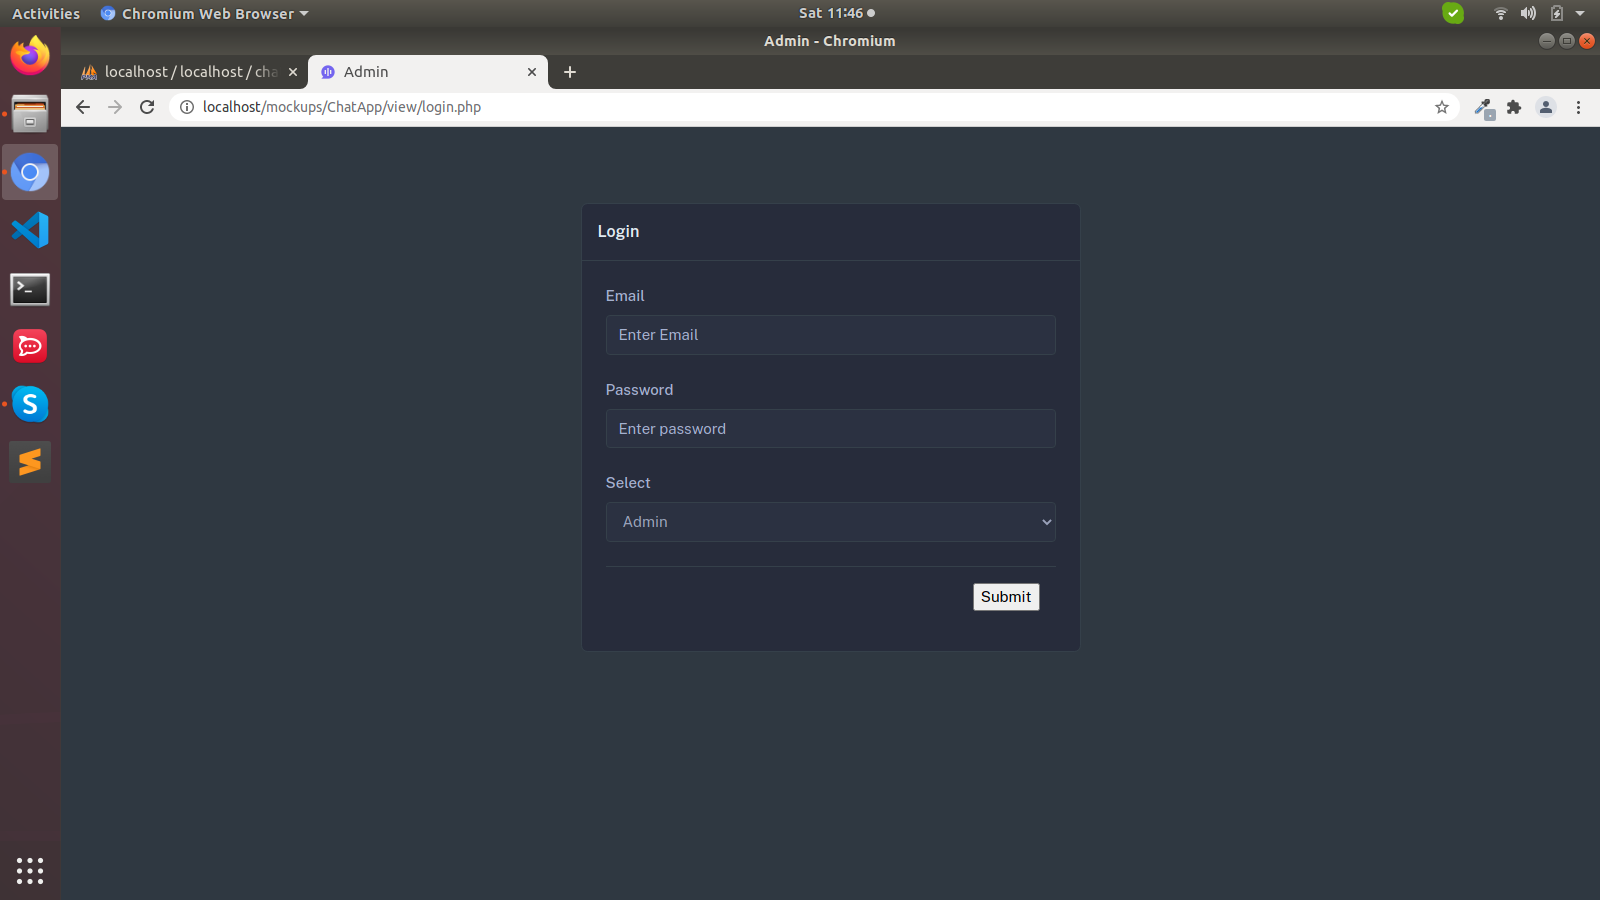 Activities
Chromium Web Browser
Sat 11:46
Admin - Chromium
localhost / localhost / cha
Admin
localhost/mockups/ChatApp/view/login.php
Login
Email
Enter Email
Password
Enter password
Select
Admin
Submit